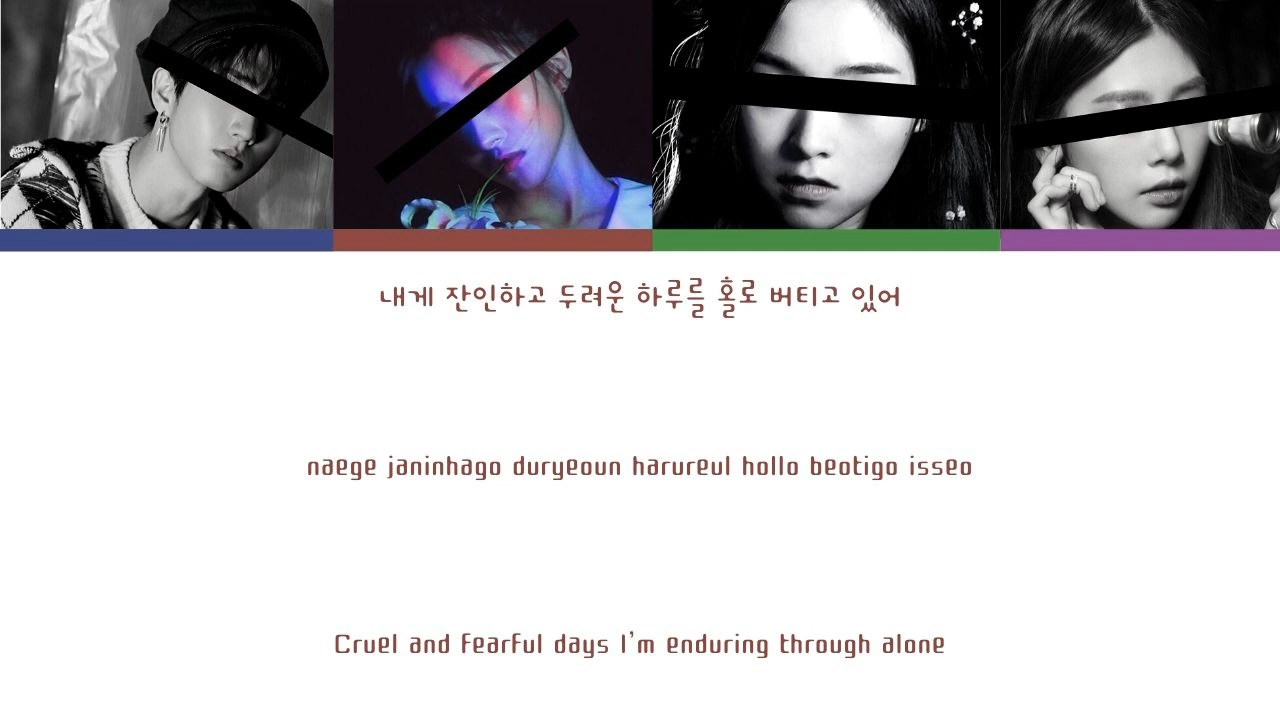 내게 잔인하고 두려운 하루를 홀로 버티고 있어
naege janinhago duryeoun harureul hollo beotigo isseo
Cruel and fearful days I'm enduring through alone